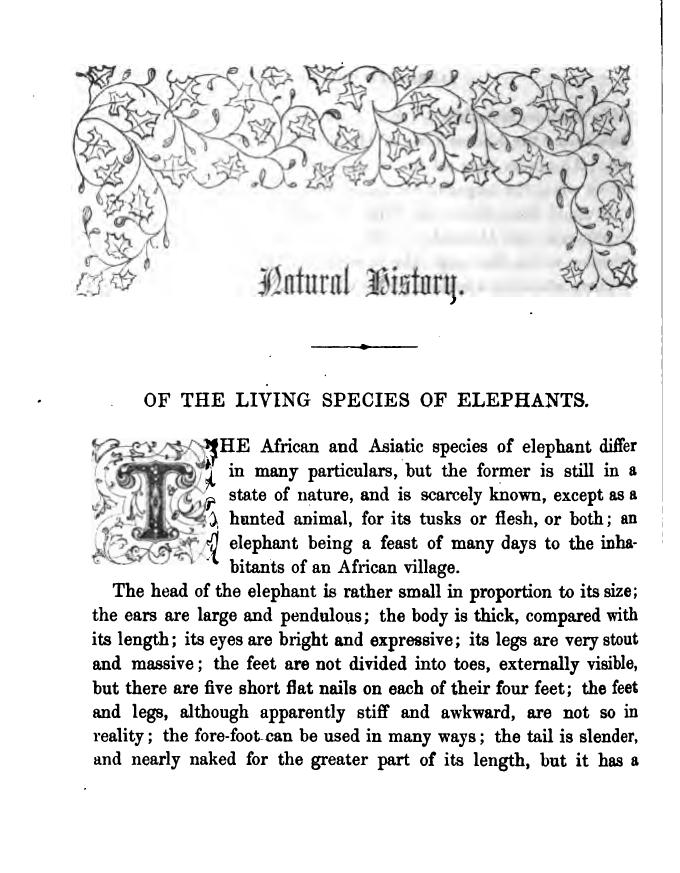 Natural History.
OF THE LIVING SPECIES OF ELEPHANTS.
THE African and Asiatic species of elephant differ
in many particulars, but the former is still in a
state of nature, and is scarcely known, except as a
hunted animal, for its tusks or flesh, or both; an
elephant being a feast of many days to the inha-
bitants of an African village.
The head of the elephant is rather small in proportion to its size;
the ears are large and pendulous; the body is thick, compared with
its length; its eyes are bright and expressive; its legs are very stout
and massive; the feet are not divided into toes, externally visible,
but there are five short flat nails on each of their four feet; the feet
and legs, although apparently stiff and awkward, are not so in
reality; the fore-foot can be used in many ways; the tail is slender,
and nearly naked for the greater part of its length, but it has a